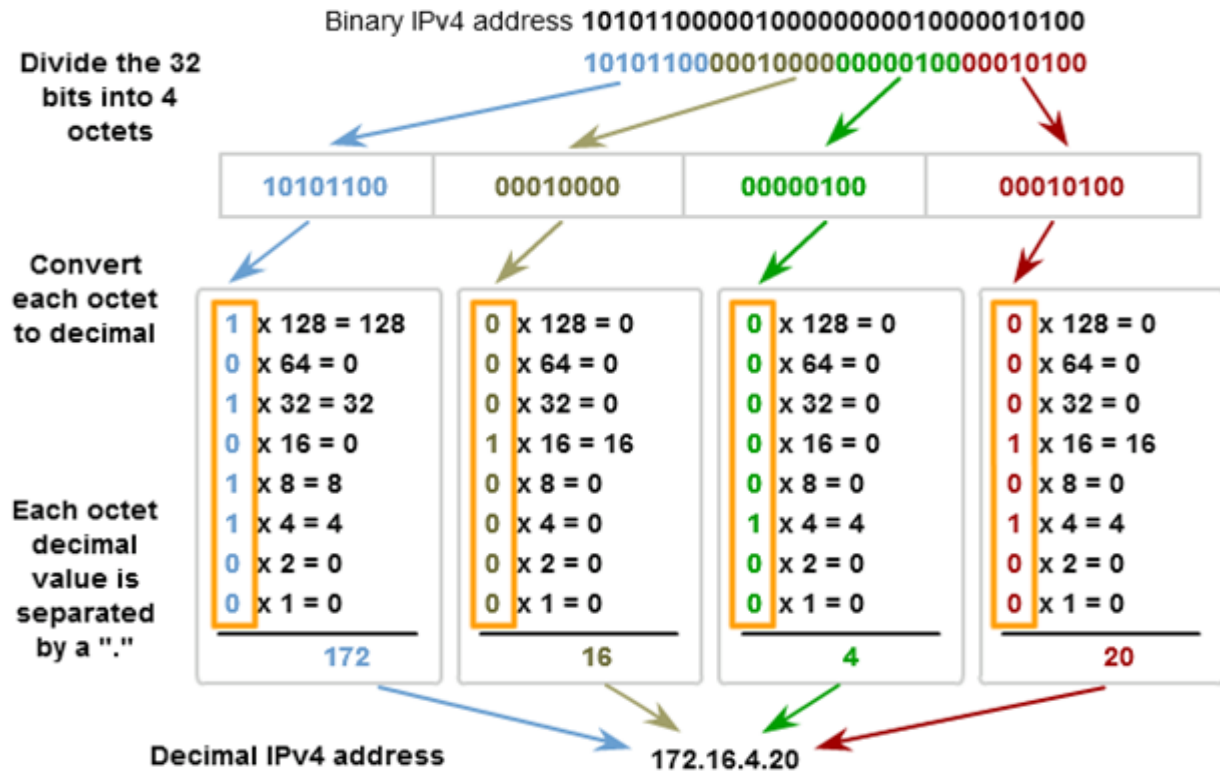 Binary IPv4 address 10101100000100000000010000010100
Divide the 32
bits into 4
octets
10101100000100000000010000010100
10101100 00010000 00000100 00010100
Convert
each octet
to decimal
Each octet
decimal
value is
separated
by a "."
1 x 128 = 128
0 x 64 = 0
1 x 32 = 32
0 x 16 = 0
1 x 8 = 8
1 x 4 = 4
0 x 2 = 0
0 x 1 = 0
172
0 x 128 = 0
0 x 64 = 0
0 x 32 = 0
1 x 16 = 16
0 x 8 = 0
0 x 4 = 0
0 x 2 = 0
0 x 1 = 0
16
0 x 128 = 0
0 x 64 = 0
0 x 32 = 0
0 x 16 = 0
0 x 8 = 0
1 x 4 = 4
0 x 2 = 0
0 x 1 = 0
4
0 x 128 = 0
0 x 64 = 0
0 x 32 = 0
1 x 16 = 16
0 x 8 = 0
1 x 4 = 4
0 x 2 = 0
0 x 1 = 0
20
Decimal IPv4 address 172.16.4.20